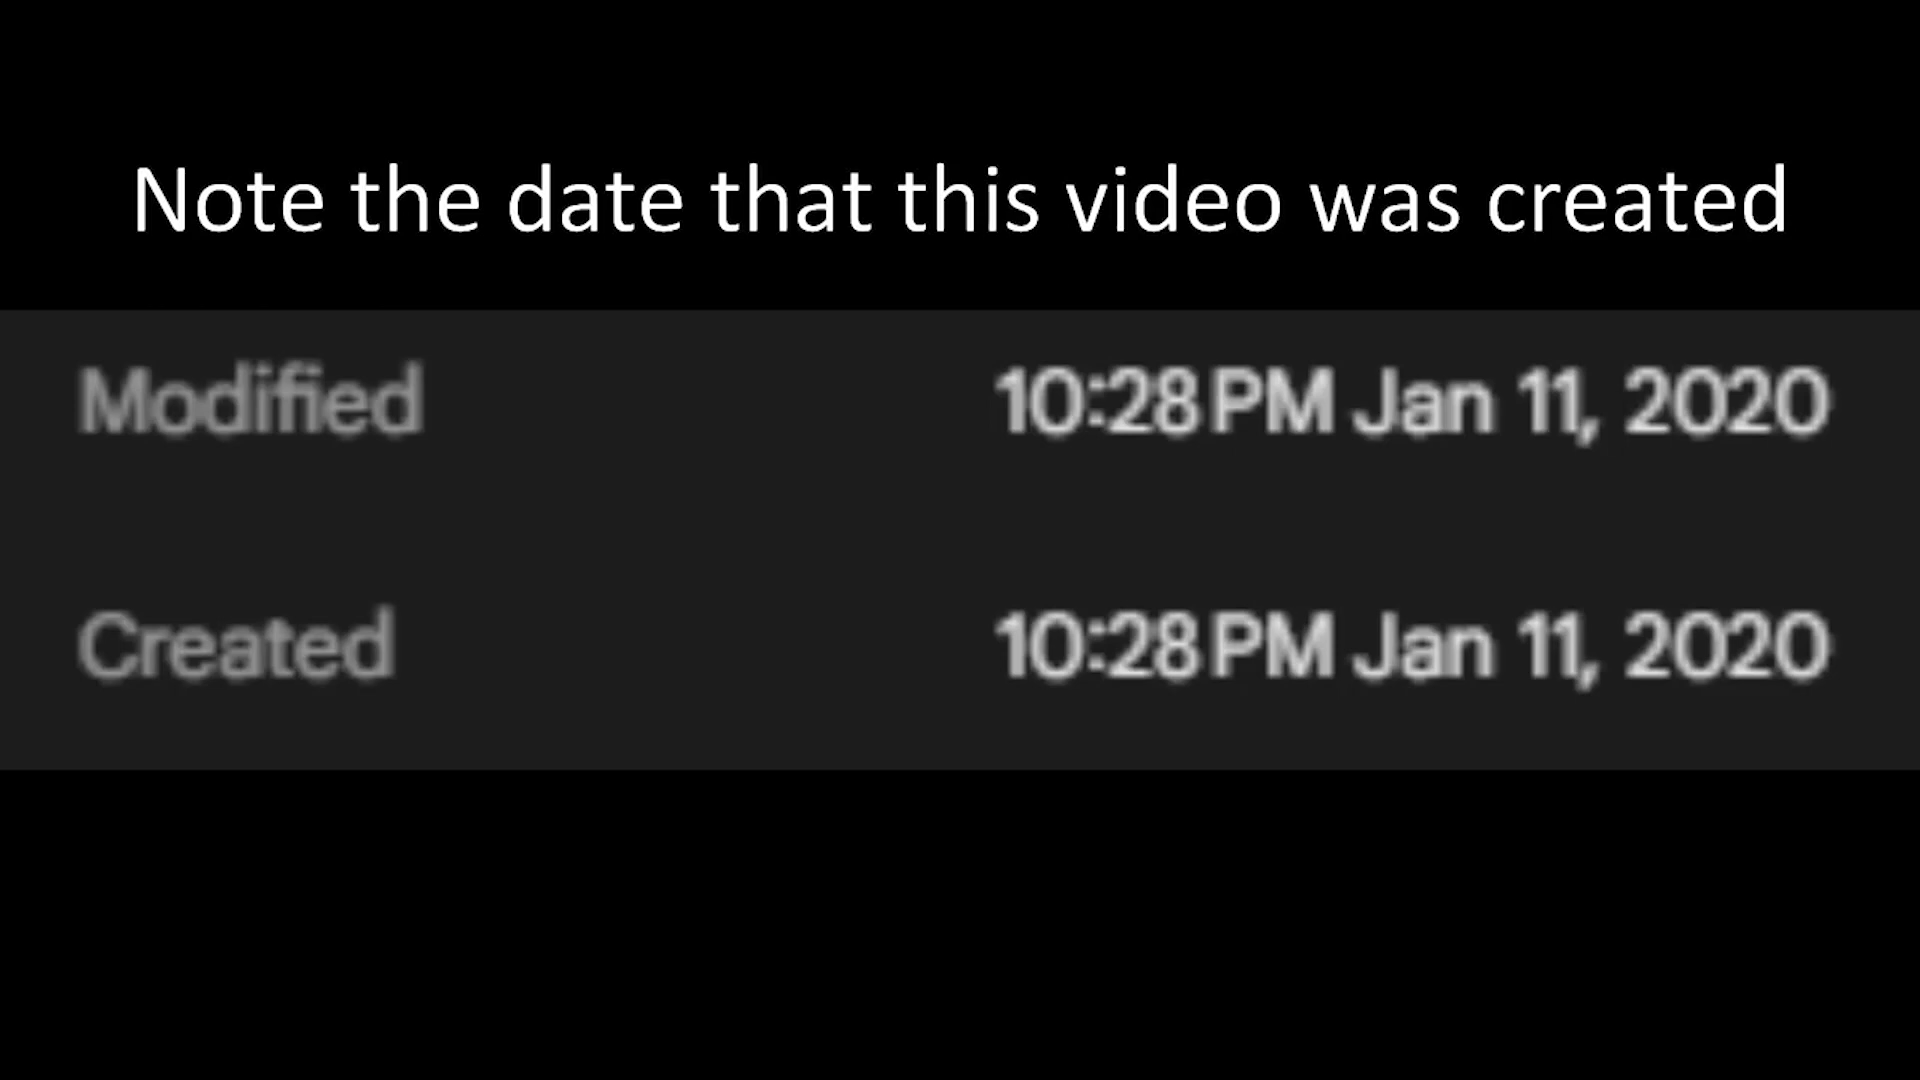 Note the date that this video was created
Modified 10:28 PM Jan 11, 2020
Created 10:28 PM Jan 11, 2020